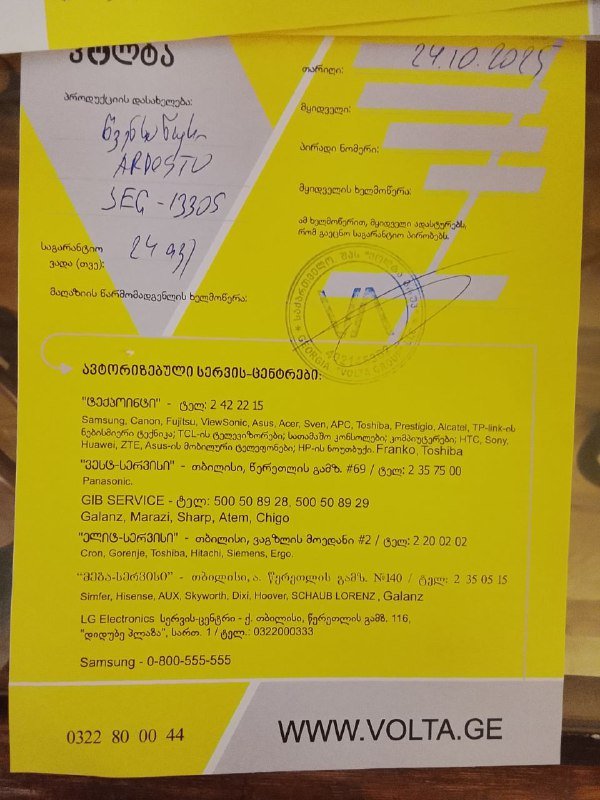 ვოლტა
თარიღი: 24.10.2025
პროდუქციის დასახელება:
მყიდველი:
ARDESTO
პირადი ნომერი:
SEG-1330S
მყიდველის ხელმოწერა:
ამ ხელმოწერით, მყიდველი ადასტურებს,
რომ გაეცნო საგარანტიო პირობებს.
საგარანტიო
ვადა (თვე): 24 თვე
მაღაზიის წარმომადგენლის ხელმოწერა:
ავტორიზებული სერვის-ცენტრები:
"ტექპოინტი" - ტელ: 2 42 22 15
Samsung, Canon, Fujitsu, ViewSonic, Asus, Acer, Sven, APC, Toshiba, Prestigio, Alcatel, TP-link-ის
ნებისმიერი ტექნიკა; TCL-ის ტელევიზორები; სათამაშო კონსოლები; კომპიუტერები; HTC, Sony,
Huawei, ZTE, Asus-ის მობილური ტელეფონები; HP-ის ნოუთბუქი. Franko, Toshiba
"ვესტ-სერვისი" - თბილისი, წერეთლის გამზ. #69 / ტელ: 2 35 75 00
Panasonic.
GIB SERVICE - ტელ: 500 50 89 28, 500 50 89 29
Galanz, Marazi, Sharp, Atem, Chigo
"ელიტ-სერვისი" - თბილისი, ვაგზლის მოედანი #2 / ტელ: 2 20 02 02
Cron, Gorenje, Toshiba, Hitachi, Siemens, Ergo.
"მეგა-სერვისი" - თბილისი, ა. წერეთლის გამზ. №140 / ტელ: 2 35 05 15
Simfer, Hisense, AUX, Skyworth, Dixi, Hoover, SCHAUB LORENZ, Galanz
LG Electronics სერვის-ცენტრი - ქ. თბილისი, წერეთლის გამზ. 116,
"დიდუბე პლაზა", სართ. 1 / ტელ.: 0322000333
Samsung - 0-800-555-555
0322 80 00 44
WWW.VOLTA.GE